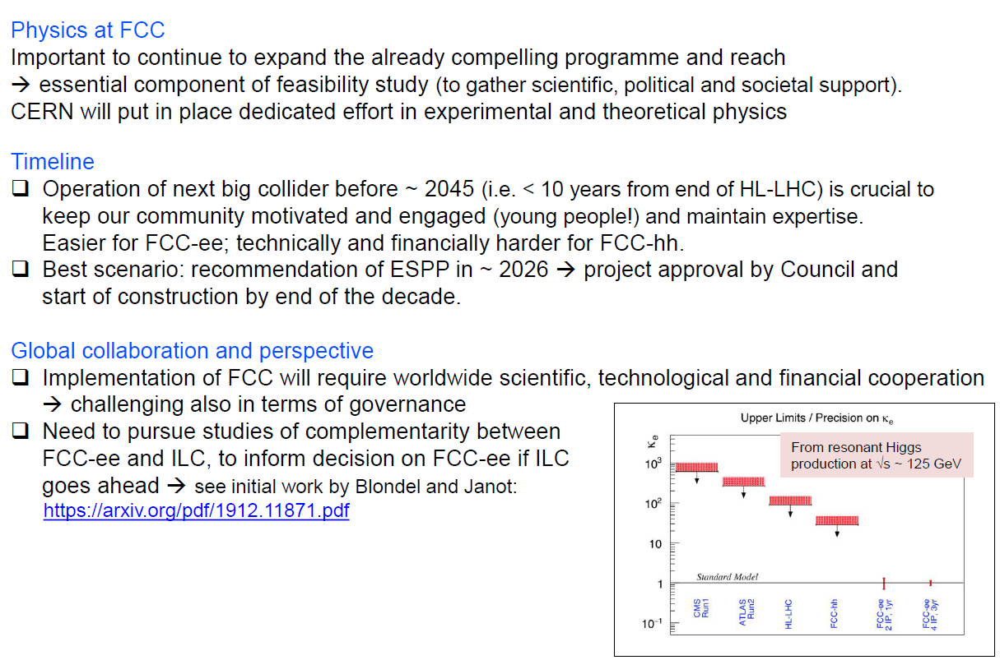 Physics at FCC
Important to continue to expand the already compelling programme and reach
→ essential component of feasibility study (to gather scientific, political and societal support).
CERN will put in place dedicated effort in experimental and theoretical physics
Timeline
❑ Operation of next big collider before ~ 2045 (i.e. < 10 years from end of HL-LHC) is crucial to
keep our community motivated and engaged (young people!) and maintain expertise.
Easier for FCC-ee; technically and financially harder for FCC-hh.
❑ Best scenario: recommendation of ESPP in ~ 2026 → project approval by Council and
start of construction by end of the decade.
Global collaboration and perspective
❑ Implementation of FCC will require worldwide scientific, technological and financial cooperation
→ challenging also in terms of governance
❑ Need to pursue studies of complementarity between
FCC-ee and ILC, to inform decision on FCC-ee if ILC
goes ahead → see initial work by Blondel and Janot:
https://arxiv.org/pdf/1912.11871.pdf
Upper Limits / Precision on κe
κe
From resonant Higgs
production at √s ~ 125 GeV
10³
10²
10
1
10⁻¹
Standard Model
CMS
Run1
ATLAS
Run2
HL-LHC
FCC-hh
FCC-ee
2 IP, 1yr
FCC-ee
4 IP, 3yr